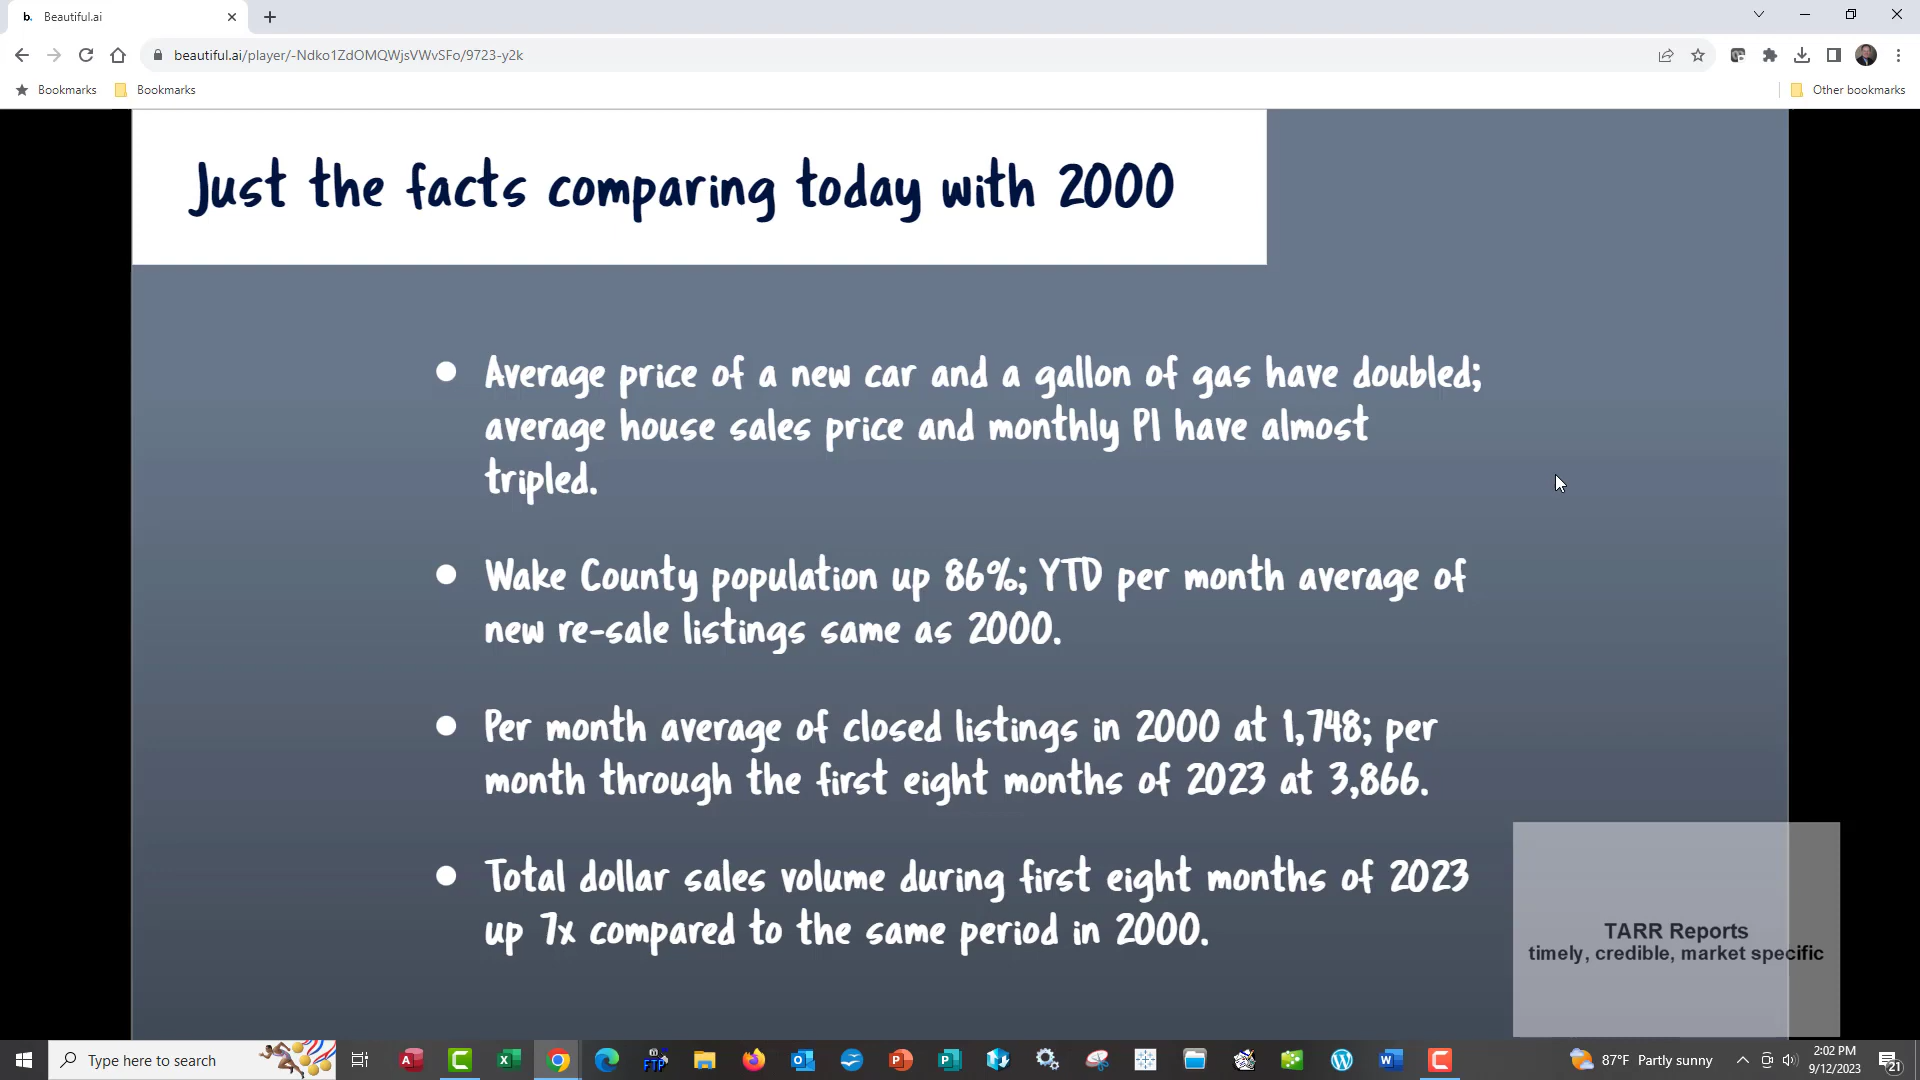 b. Beautiful.ai
beautiful.ai/player/-Ndko1ZdOMQWjsVWvSFo/9723-y2k
Bookmarks
Bookmarks
Other bookmarks
Just the facts comparing today with 2000
Average price of a new car and a gallon of gas have doubled;
average house sales price and monthly PI have almost
tripled.
Wake County population up 86%; YTD per month average of
new re-sale listings same as 2000.
Per month average of closed listings in 2000 at 1,748; per
month through the first eight months of 2023 at 3,866.
Total dollar sales volume during first eight months of 2023
up 7x compared to the same period in 2000.
TARR Reports
timely, credible, market specific
Type here to search
FTP
87°F Partly sunny
2:02 PM
9/12/2023
21